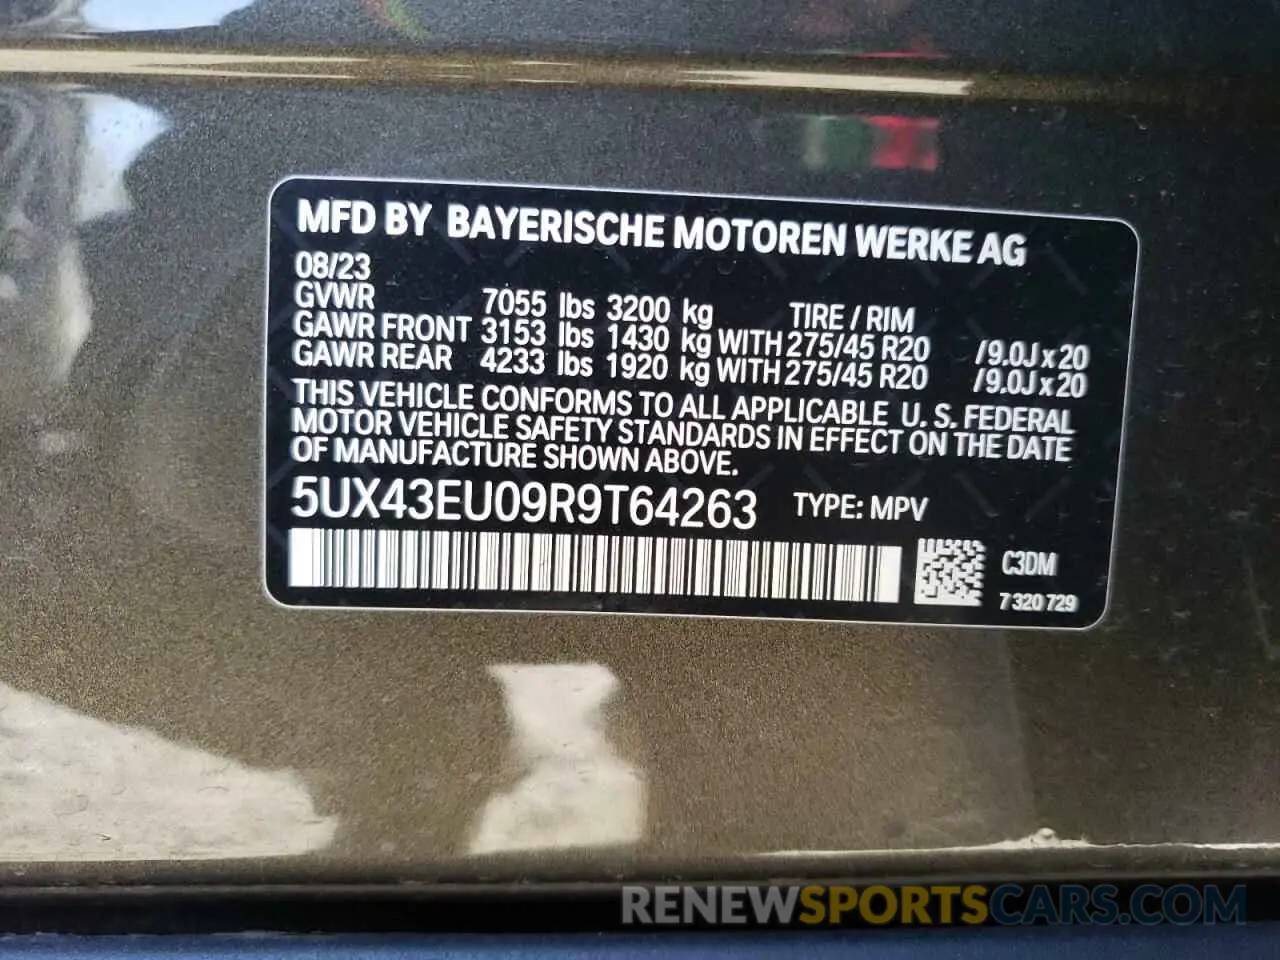 MFD BY BAYERISCHE MOTOREN WERKE AG
08/23
GVWR 7055 lbs 3200 kg TIRE / RIM
GAWR FRONT 3153 lbs 1430 kg WITH 275/45 R20 /9.0J x 20
GAWR REAR 4233 lbs 1920 kg WITH 275/45 R20 /9.0J x 20
THIS VEHICLE CONFORMS TO ALL APPLICABLE U. S. FEDERAL
MOTOR VEHICLE SAFETY STANDARDS IN EFFECT ON THE DATE
OF MANUFACTURE SHOWN ABOVE.
5UX43EU09R9T64263 TYPE: MPV
C3DM
7 320 729
RENEWSPORTSCARS.COM